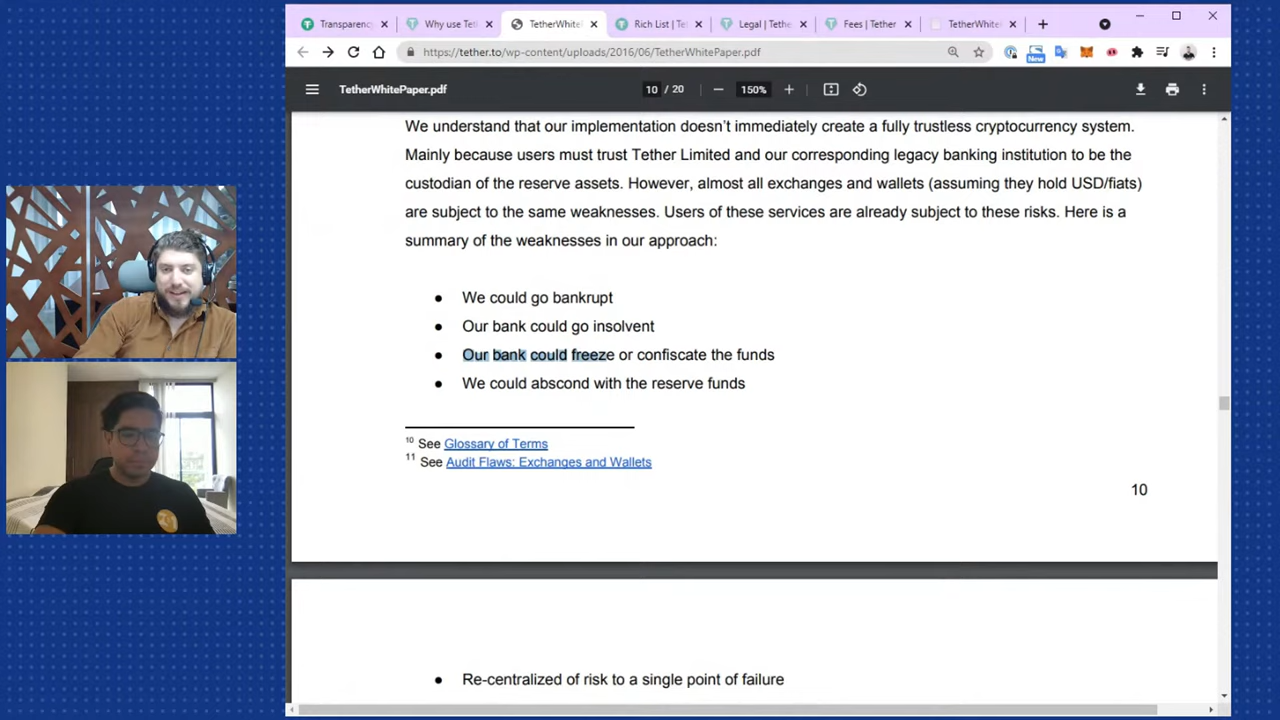 Transparency
Why use Tet
TetherWhite
Rich List | Tet
Legal | Tethe
Fees | Tether
TetherWhite
https://tether.to/wp-content/uploads/2016/06/TetherWhitePaper.pdf
New
TetherWhitePaper.pdf
10 / 20
150%
We understand that our implementation doesn't immediately create a fully trustless cryptocurrency system.
Mainly because users must trust Tether Limited and our corresponding legacy banking institution to be the
custodian of the reserve assets. However, almost all exchanges and wallets (assuming they hold USD/fiats)
are subject to the same weaknesses. Users of these services are already subject to these risks. Here is a
summary of the weaknesses in our approach:
● We could go bankrupt
● Our bank could go insolvent
● Our bank could freeze or confiscate the funds
● We could abscond with the reserve funds
10 See Glossary of Terms
11 See Audit Flaws: Exchanges and Wallets
10
● Re-centralized of risk to a single point of failure